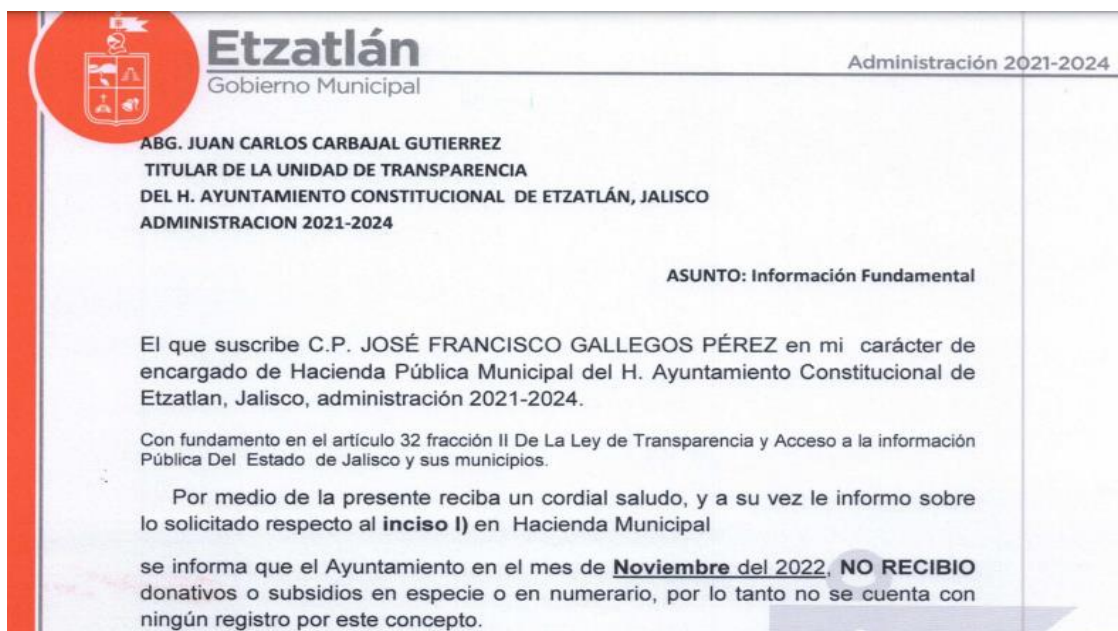 Etzatlán
Gobierno Municipal
Administración 2021-2024
ABG. JUAN CARLOS CARBAJAL GUTIERREZ
TITULAR DE LA UNIDAD DE TRANSPARENCIA
DEL H. AYUNTAMIENTO CONSTITUCIONAL DE ETZATLÁN, JALISCO
ADMINISTRACION 2021-2024
ASUNTO: Información Fundamental
El que suscribe C.P. JOSÉ FRANCISCO GALLEGOS PÉREZ en mi carácter de
encargado de Hacienda Pública Municipal del H. Ayuntamiento Constitucional de
Etzatlan, Jalisco, administración 2021-2024.
Con fundamento en el artículo 32 fracción II De La Ley de Transparencia y Acceso a la información
Pública Del Estado de Jalisco y sus municipios.
Por medio de la presente reciba un cordial saludo, y a su vez le informo sobre
lo solicitado respecto al inciso l) en Hacienda Municipal
se informa que el Ayuntamiento en el mes de Noviembre del 2022, NO RECIBIO
donativos o subsidios en especie o en numerario, por lo tanto no se cuenta con
ningún registro por este concepto.